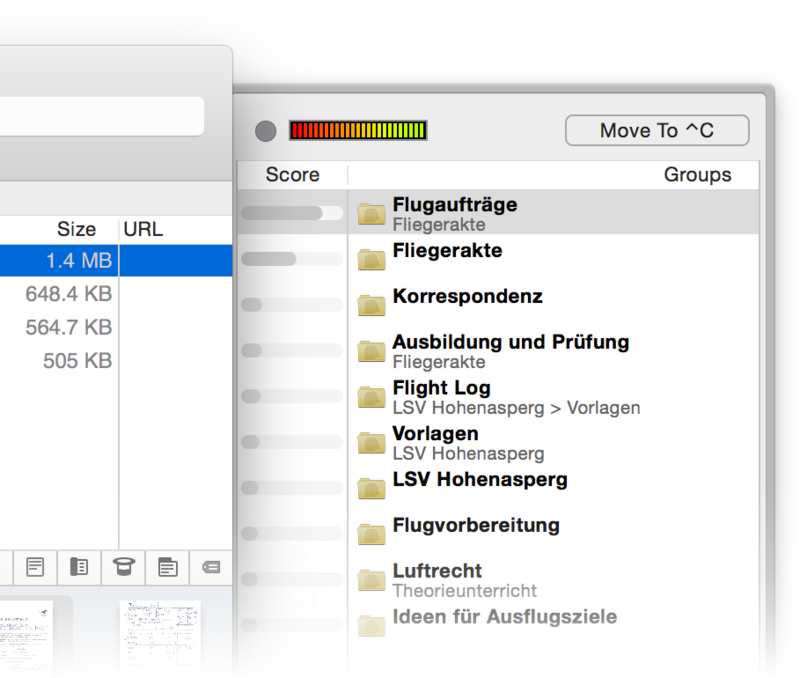 Move To ^C
Score
Groups
Size
URL
1.4 MB
648.4 KB
564.7 KB
505 KB
Flugaufträge
Fliegerakte
Fliegerakte
Korrespondenz
Ausbildung und Prüfung
Fliegerakte
Flight Log
LSV Hohenasperg > Vorlagen
Vorlagen
LSV Hohenasperg
LSV Hohenasperg
Flugvorbereitung
Luftrecht
Theorieunterricht
Ideen für Ausflugsziele